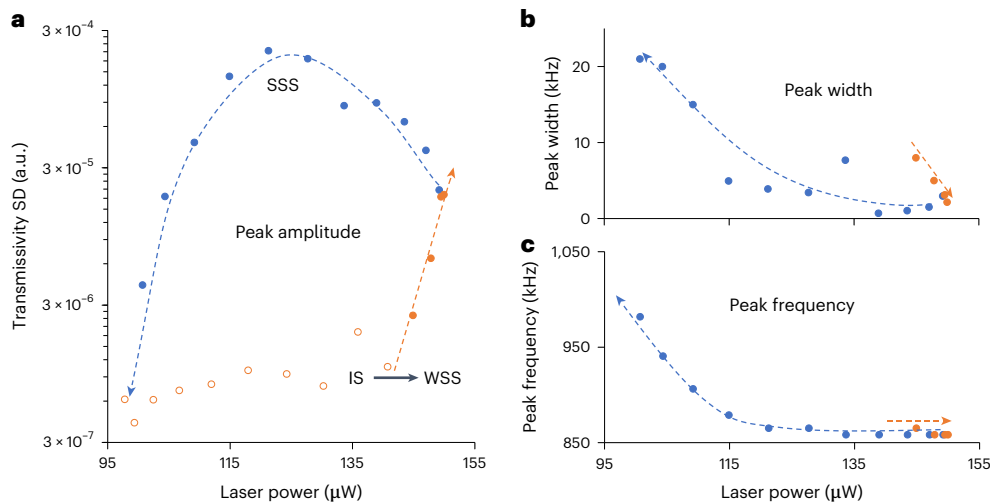 a
Transmissivity SD (a.u.)
3 × 10⁻⁴
3 × 10⁻⁵
3 × 10⁻⁶
3 × 10⁻⁷
SSS
Peak amplitude
IS
WSS
95
115
135
155
Laser power (μW)
b
Peak width (kHz)
20
10
0
Peak width
c
Peak frequency (kHz)
1,050
950
850
Peak frequency
95
115
135
155
Laser power (μW)